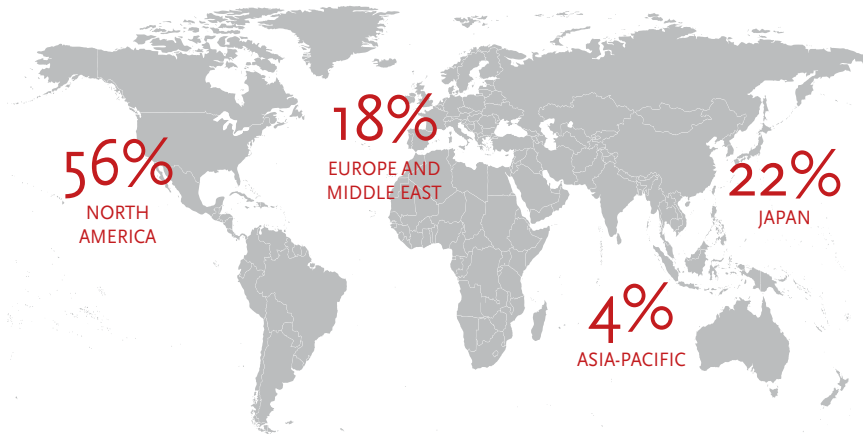 56%
NORTH
AMERICA
18%
EUROPE AND
MIDDLE EAST
22%
JAPAN
4%
ASIA-PACIFIC